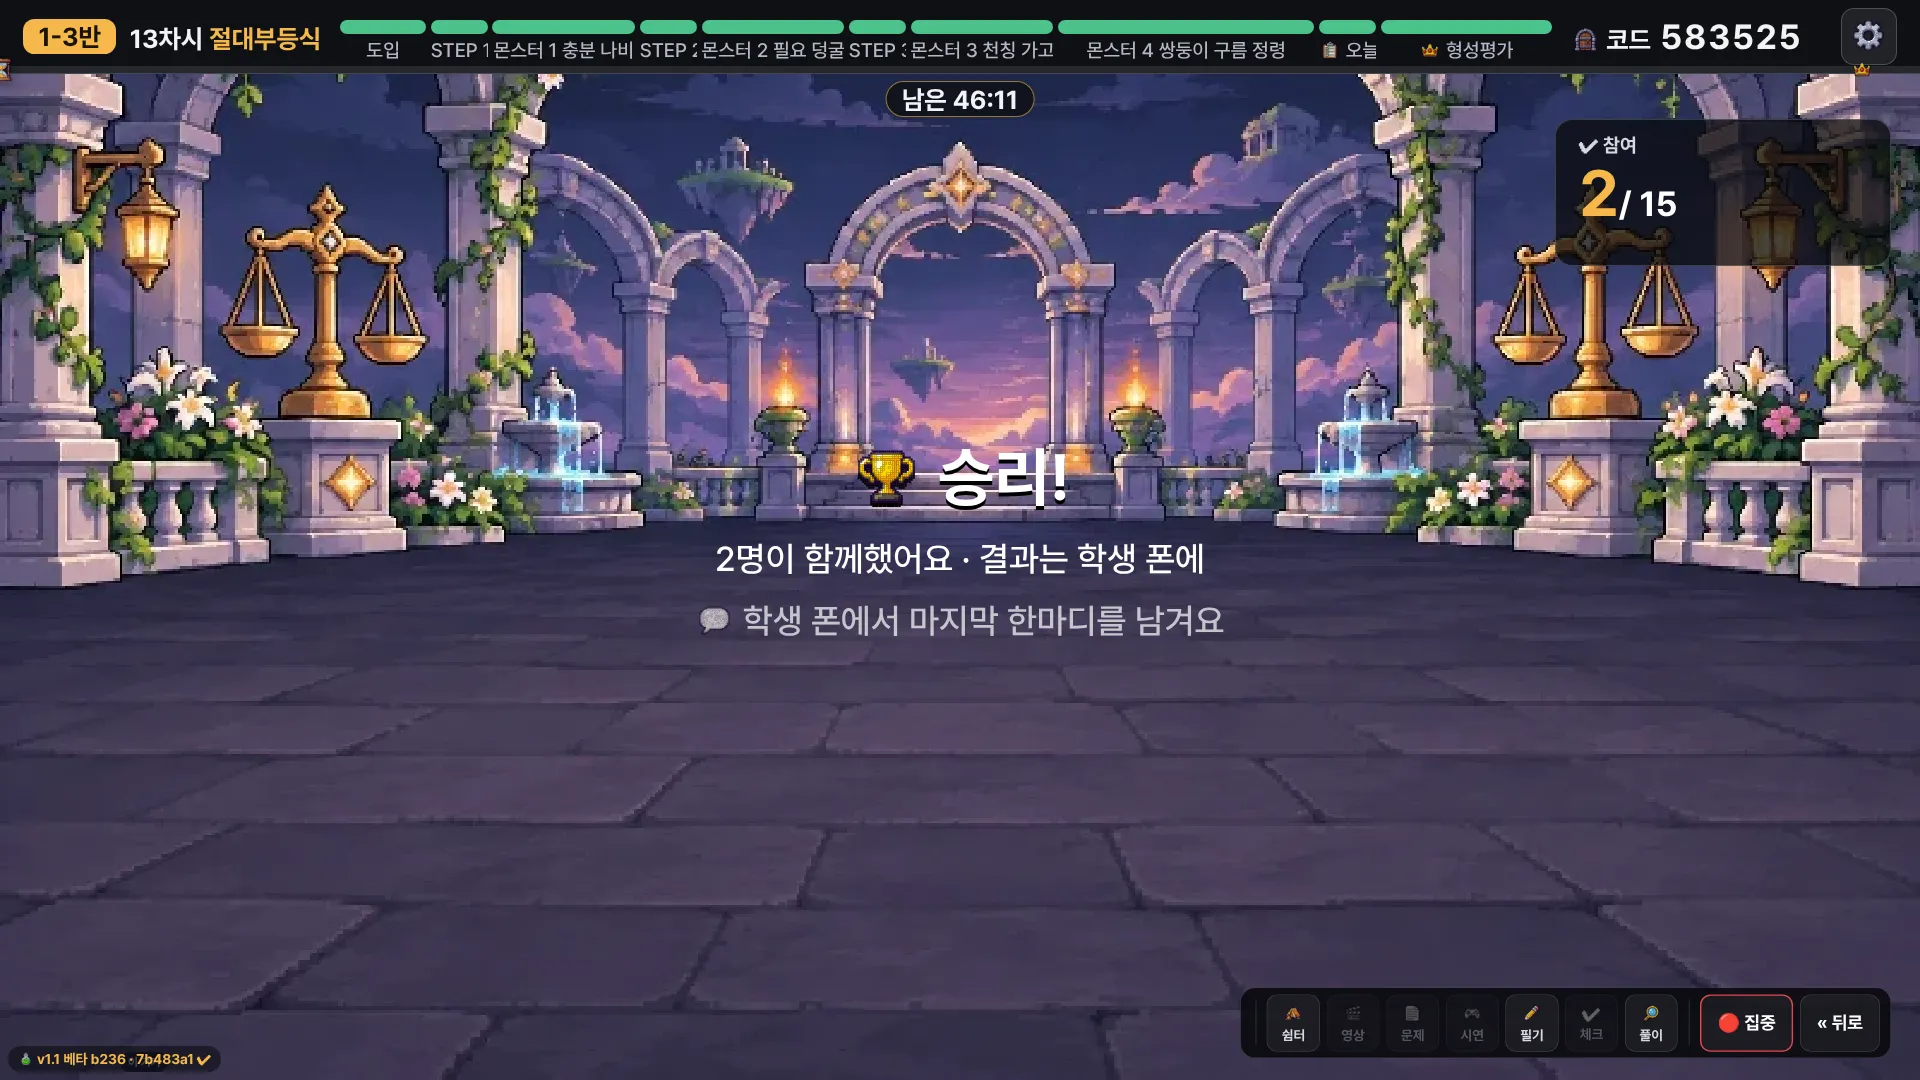 1-3반 13차시 절대부등식
도입 STEP 1 몬스터 1 충분 나비 STEP 2 몬스터 2 필요 덩굴 STEP 3 몬스터 3 천칭 가고 몬스터 4 쌍둥이 구름 정령 오늘 형성평가
코드 583525
남은 46:11
참여
2 / 15
승리!
2명이 함께했어요 · 결과는 학생 폰에
학생 폰에서 마지막 한마디를 남겨요
쉼터 영상 문제 시연 필기 체크 풀이 집중 « 뒤로
v1.1 베타 b236 · 7b483a1